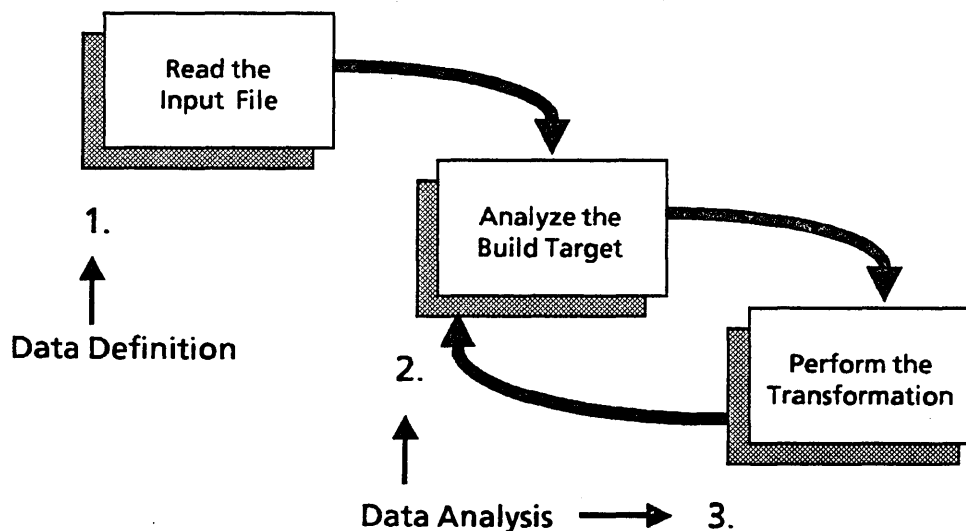 Read the
Input File
1.
Data Definition
Analyze the
Build Target
2.
Perform the
Transformation
Data Analysis
3.